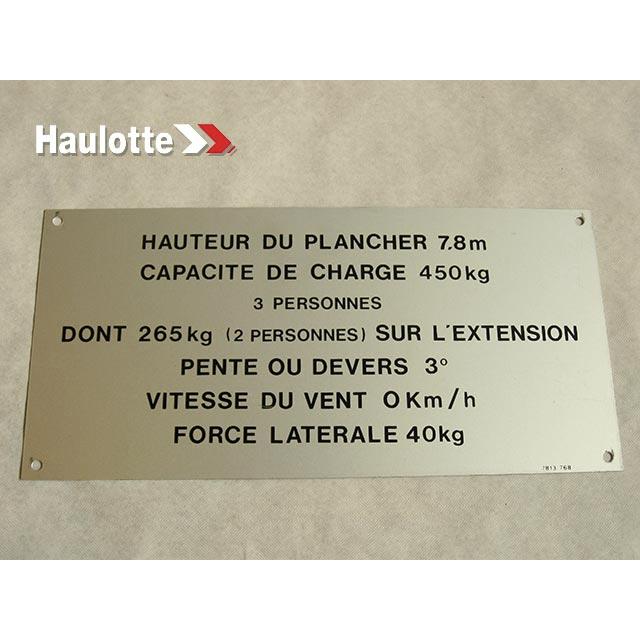 Haulotte
HAUTEUR DU PLANCHER 7.8m
CAPACITE DE CHARGE 450kg
3 PERSONNES
DONT 265kg (2 PERSONNES) SUR L'EXTENSION
PENTE OU DEVERS 3°
VITESSE DU VENT 0Km/h
FORCE LATERALE 40kg
7813 768